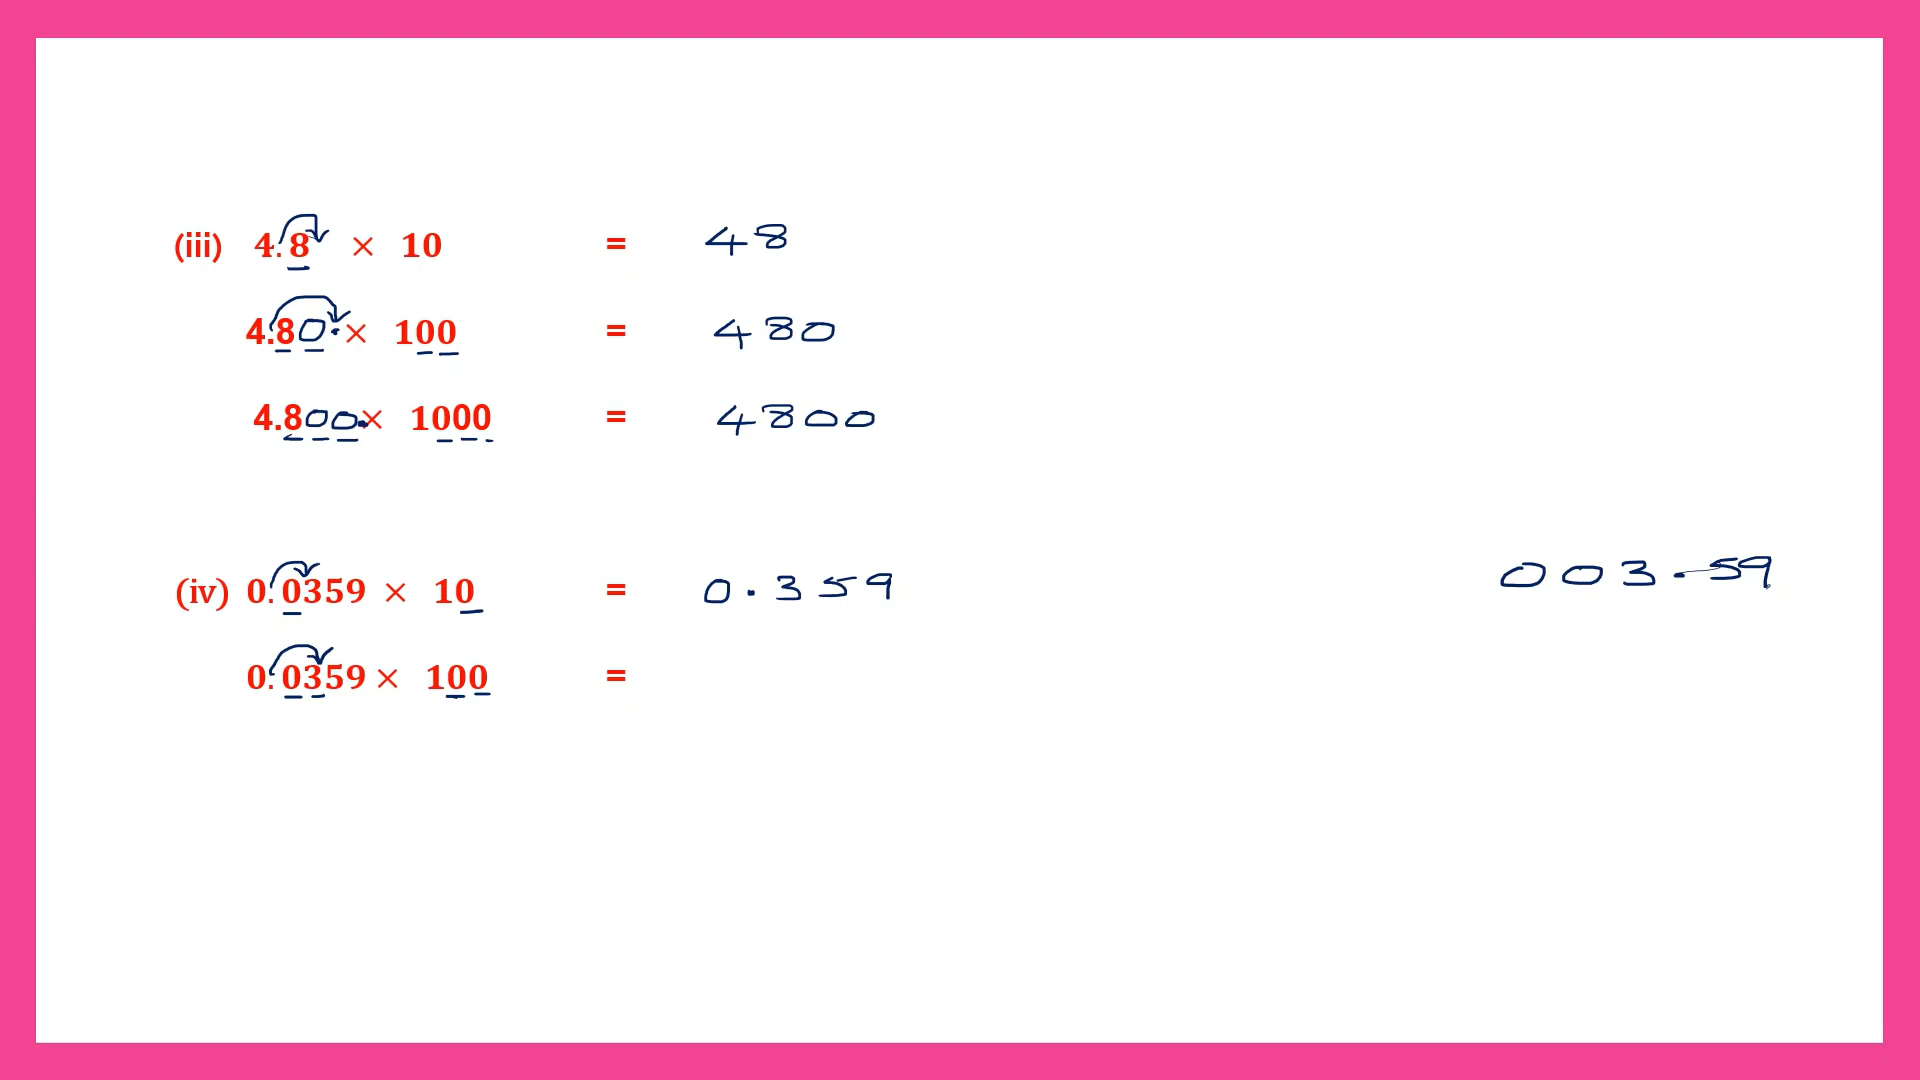 (iii) 4.8 × 10 = 48
4.80. × 100 = 480
4.800. × 1000 = 4800
(iv) 0.0359 × 10 = 0.359
003.59
0.0359 × 100 =